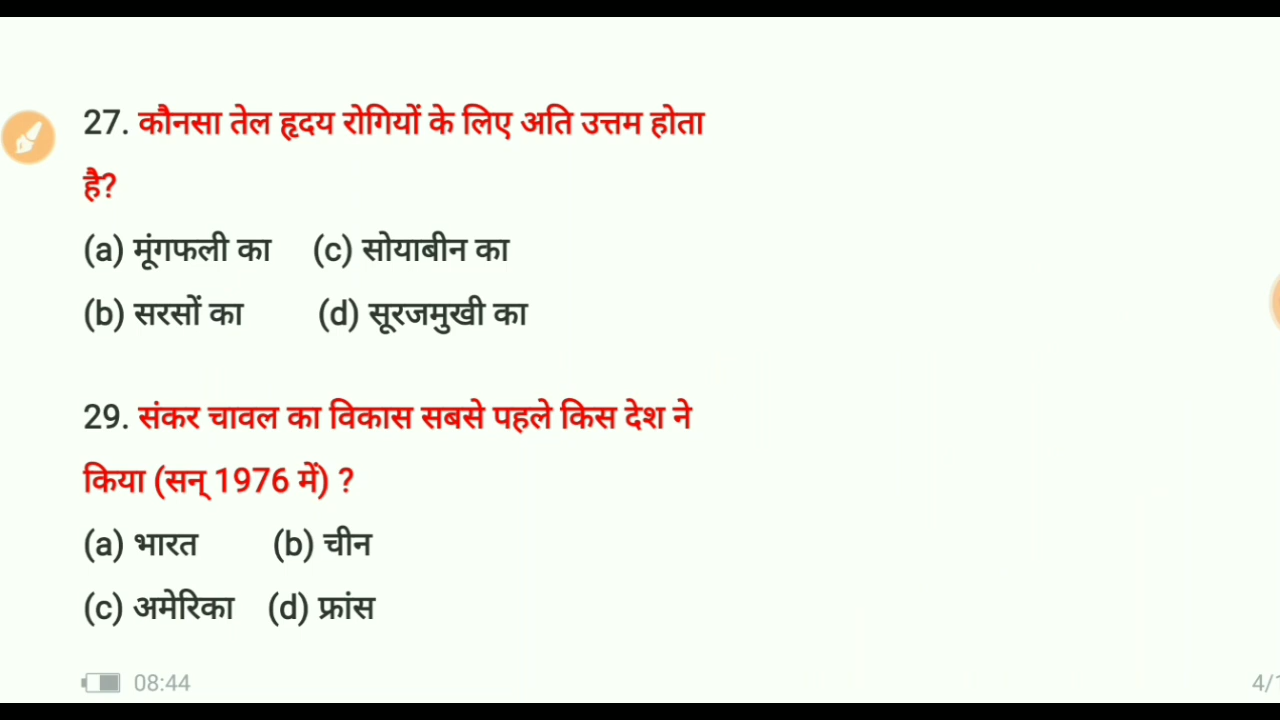 27. कौनसा तेल हृदय रोगियों के लिए अति उत्तम होता
है?
(a) मूंगफली का (c) सोयाबीन का
(b) सरसों का (d) सूरजमुखी का
29. संकर चावल का विकास सबसे पहले किस देश ने
किया (सन् 1976 में) ?
(a) भारत (b) चीन
(c) अमेरिका (d) फ्रांस
08:44
4/